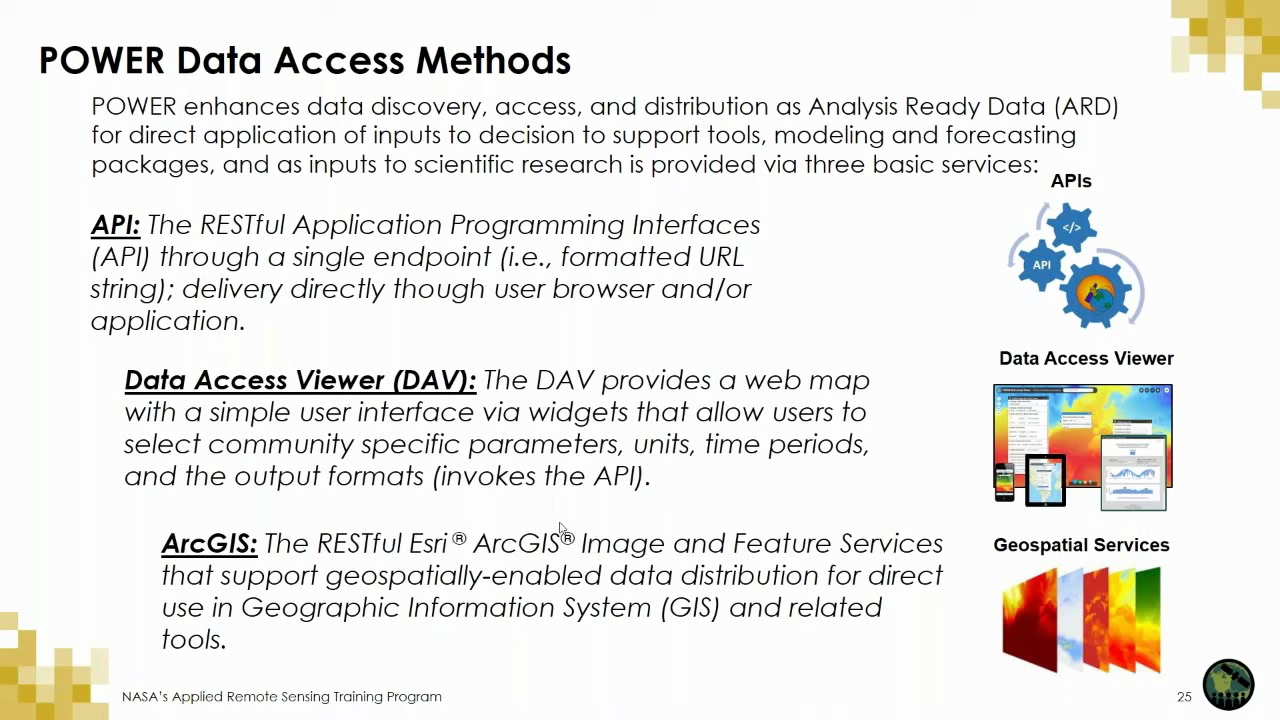 POWER Data Access Methods
POWER enhances data discovery, access, and distribution as Analysis Ready Data (ARD)
for direct application of inputs to decision to support tools, modeling and forecasting
packages, and as inputs to scientific research is provided via three basic services:
APIs
API: The RESTful Application Programming Interfaces
(API) through a single endpoint (i.e., formatted URL
string); delivery directly though user browser and/or
application.
</>
API
Data Access Viewer
Data Access Viewer (DAV): The DAV provides a web map
with a simple user interface via widgets that allow users to
select community specific parameters, units, time periods,
and the output formats (invokes the API).
Geospatial Services
ArcGIS: The RESTful Esri® ArcGIS® Image and Feature Services
that support geospatially-enabled data distribution for direct
use in Geographic Information System (GIS) and related
tools.
NASA's Applied Remote Sensing Training Program
25